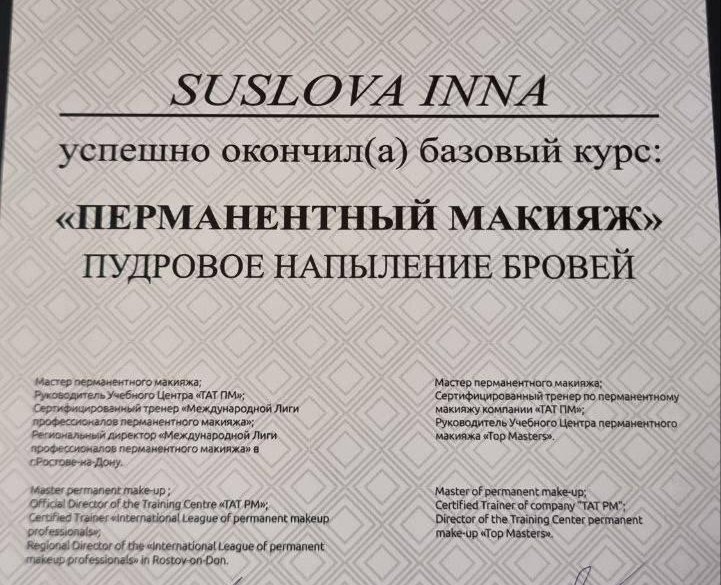 SUSLOVA INNA
успешно окончил(а) базовый курс:
«ПЕРМАНЕНТНЫЙ МАКИЯЖ»
ПУДРОВОЕ НАПЫЛЕНИЕ БРОВЕЙ
Мастер перманентного макияжа;
Руководитель Учебного Центра «ТАТ ПМ»;
Сертифицированный тренер «Международной Лиги
профессионалов перманентного макияжа»;
Региональный директор «Международной Лиги
профессионалов перманентного макияжа» в
г.Ростове-на-Дону.
Мастер перманентного макияжа;
Сертифицированный тренер по перманентному
макияжу компании «ТАТ ПМ»;
Руководитель Учебного Центра перманентного
макияжа «Top Masters».
Master permanent make-up ;
Official Director of the Training Centre «TAT PM»;
Certified Trainer «International League of permanent makeup
professionals»;
Regional Director of the «International League of permanent
makeup professionals» in Rostov-on-Don.
Master of permanent make-up;
Certified Trainer of company "TAT PM";
Director of the Training Center permanent
make-up «Top Masters».